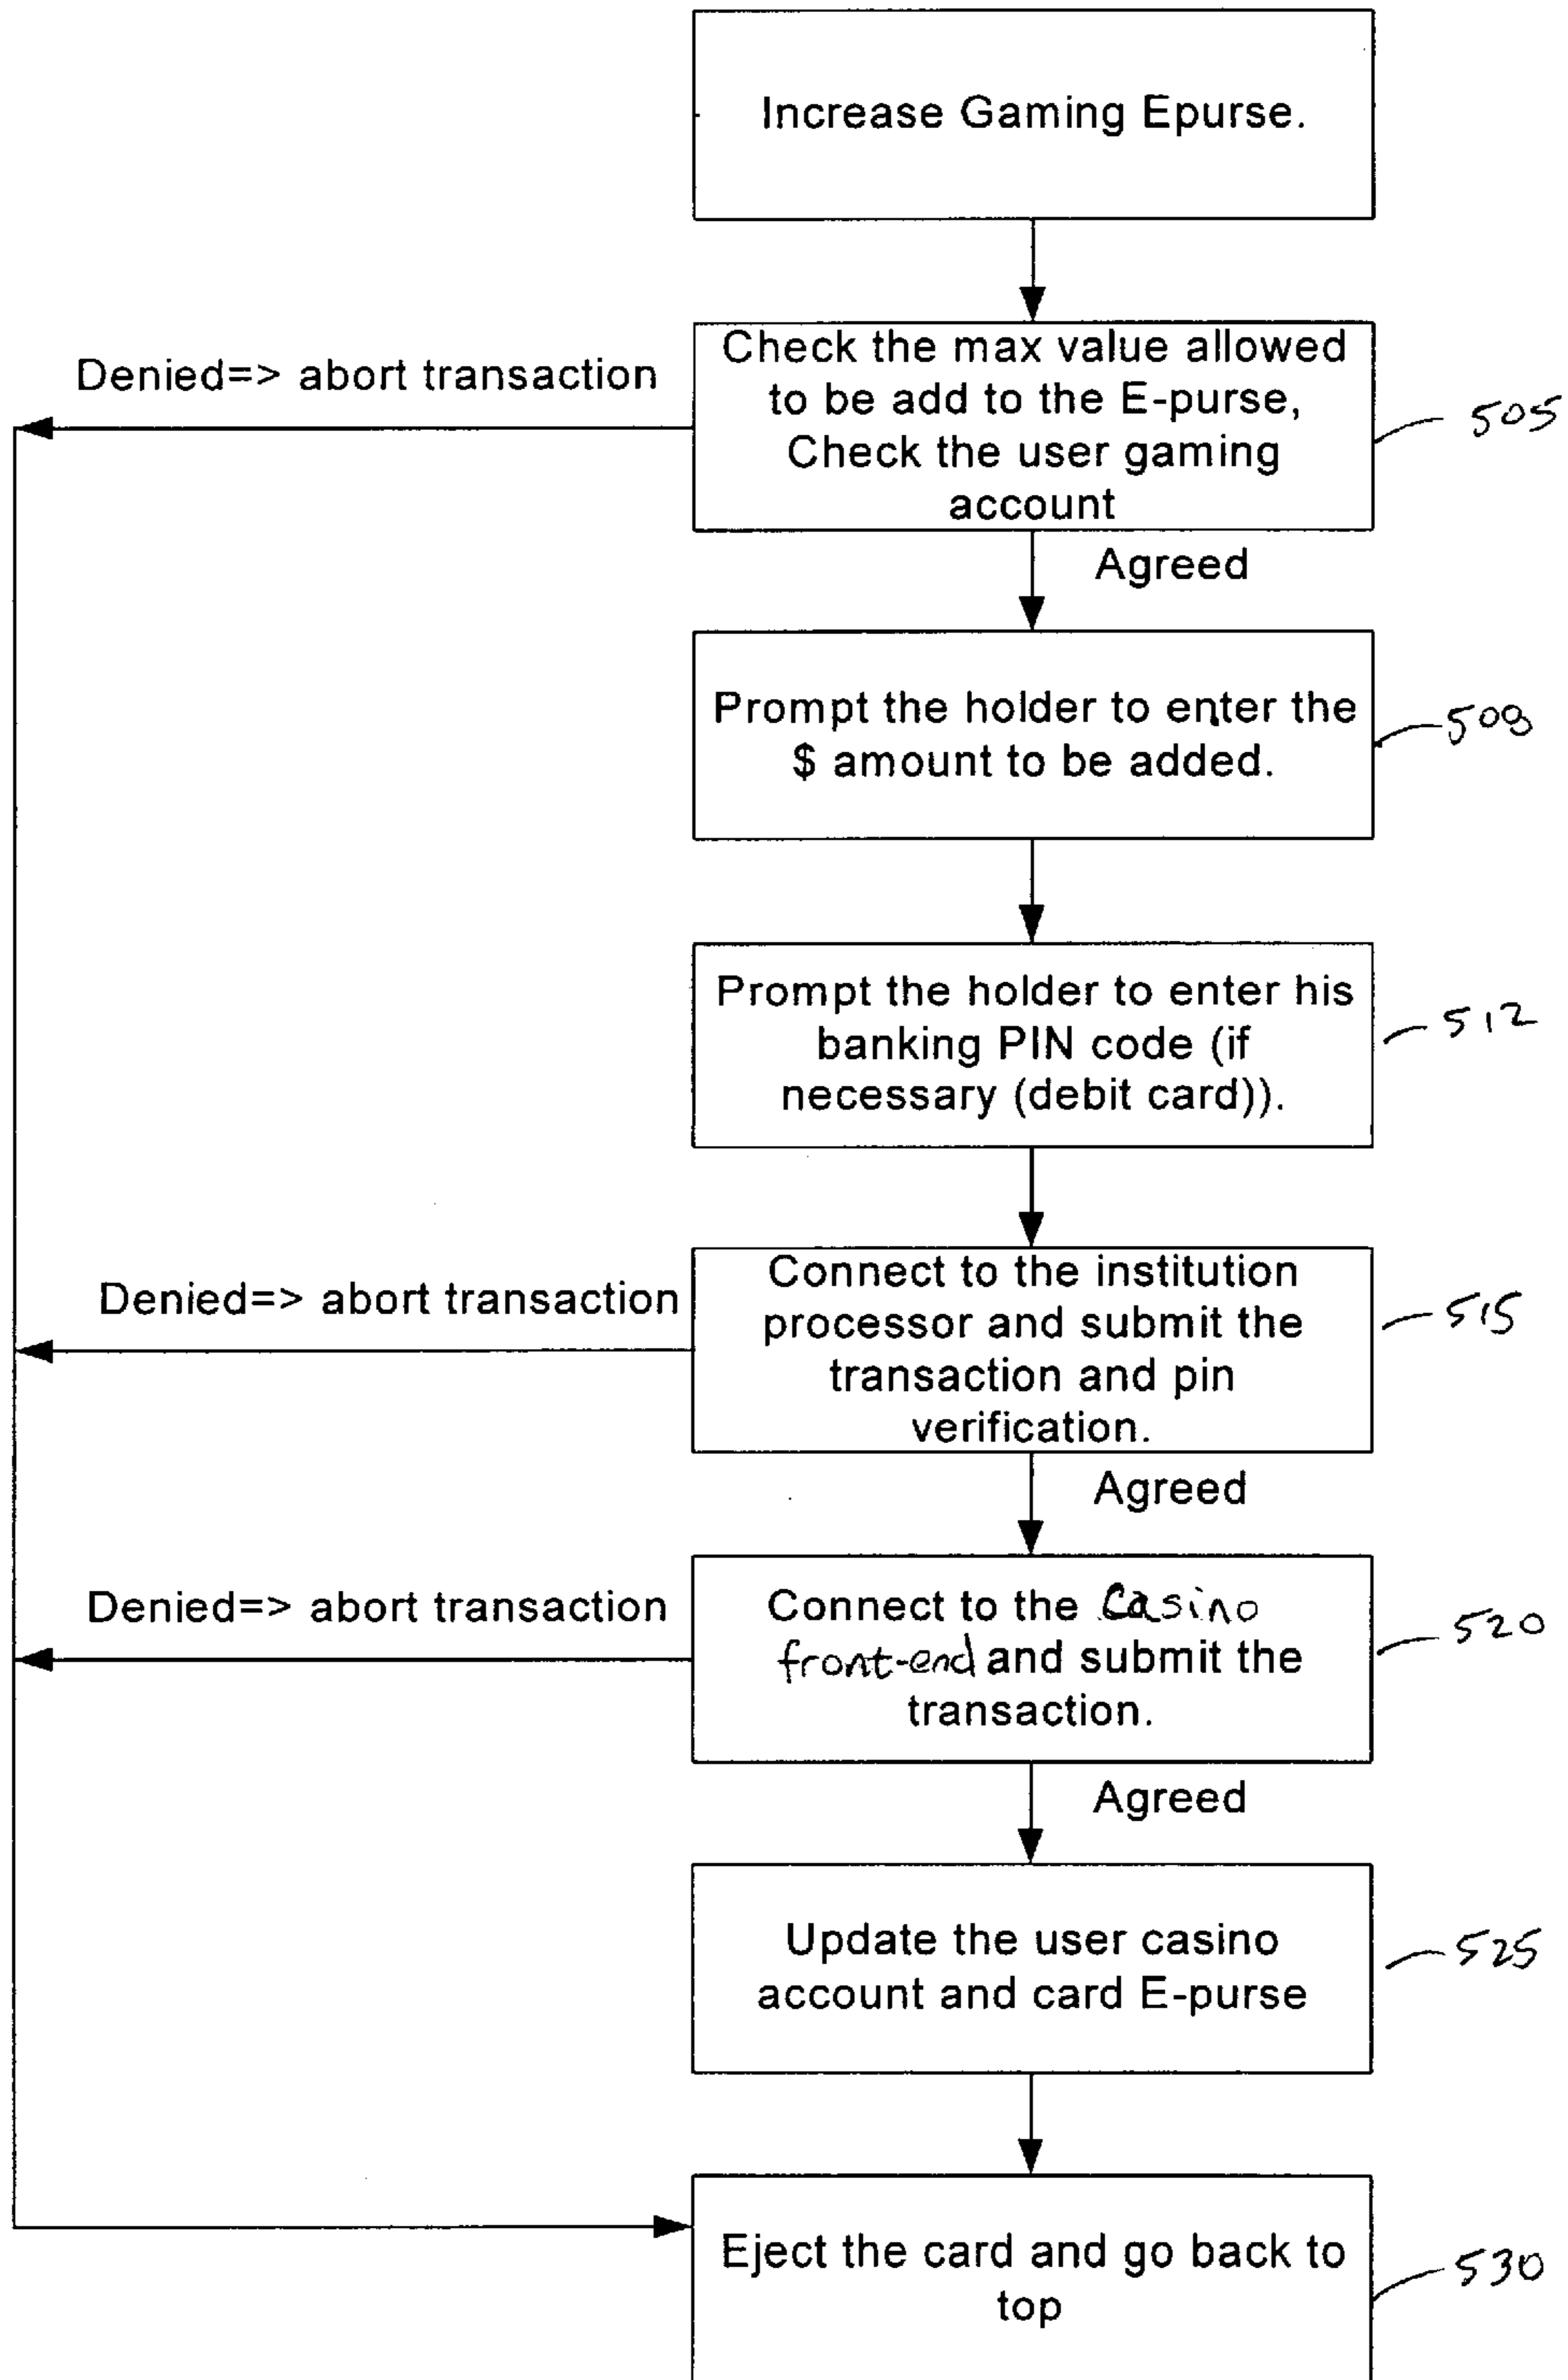 Increase Gaming Epurse.
Denied=> abort transaction
Check the max value allowed
to be add to the E-purse,
Check the user gaming
account
505
Agreed
Prompt the holder to enter the
$ amount to be added.
508
Prompt the holder to enter his
banking PIN code (if
necessary (debit card)).
512
Denied=> abort transaction
Connect to the institution
processor and submit the
transaction and pin
verification.
515
Agreed
Denied=> abort transaction
Connect to the Casino
front-end and submit the
transaction.
520
Agreed
Update the user casino
account and card E-purse
525
Eject the card and go back to
top
530